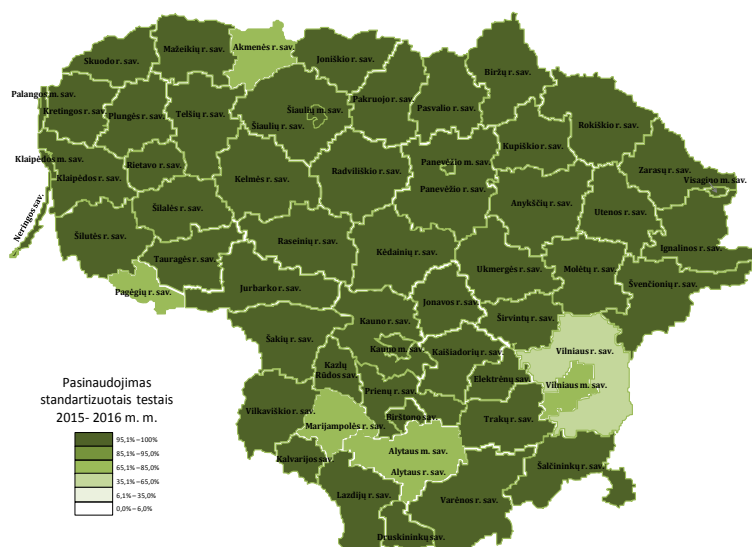 Akmenės r. sav.
Mažeikių r. sav.
Skuodo r. sav.
Joniškio r. sav.
Biržų r. sav.
Palangos m. sav.
Kretingos r. sav.
Plungės r. sav.
Telšių r. sav.
Šiaulių m. sav.
Šiaulių r. sav.
Pakruojo r. sav.
Pasvalio r. sav.
Rokiškio r. sav.
Kupiškio r. sav.
Klaipėdos m. sav.
Klaipėdos r. sav.
Rietavo r. sav.
Kelmės r. sav.
Radviliškio r. sav.
Panevėžio m. sav.
Panevėžio r. sav.
Zarasų r. sav.
Visagino m. sav.
Neringos sav.
Šilalės r. sav.
Anykščių r. sav.
Utenos r. sav.
Šilutės r. sav.
Raseinių r. sav.
Kėdainių r. sav.
Ignalinos r. sav.
Tauragės r. sav.
Ukmergės r. sav.
Molėtų r. sav.
Švenčionių r. sav.
Pagėgių r. sav.
Jurbarko r. sav.
Jonavos r. sav.
Širvintų r. sav.
Kauno r. sav.
Šakių r. sav.
Kauno m. sav.
Kaišiadorių r. sav.
Vilniaus r. sav.
Kazlų
Rūdos sav.
Elektrėnų sav.
Vilniaus m. sav.
Prienų r. sav.
Vilkaviškio r. sav.
Birštono sav.
Trakų r. sav.
Marijampolės r. sav.
Alytaus m. sav.
Kalvarijos sav.
Alytaus r. sav.
Šalčininkų r. sav.
Lazdijų r. sav.
Varėnos r. sav.
Druskininkų sav.
Pasinaudojimas
standartizuotais testais
2015- 2016 m. m.
95,1% – 100%
85,1% – 95,0%
65,1% – 85,0%
35,1% – 65,0%
6,1% – 35,0%
0,0% – 6,0%